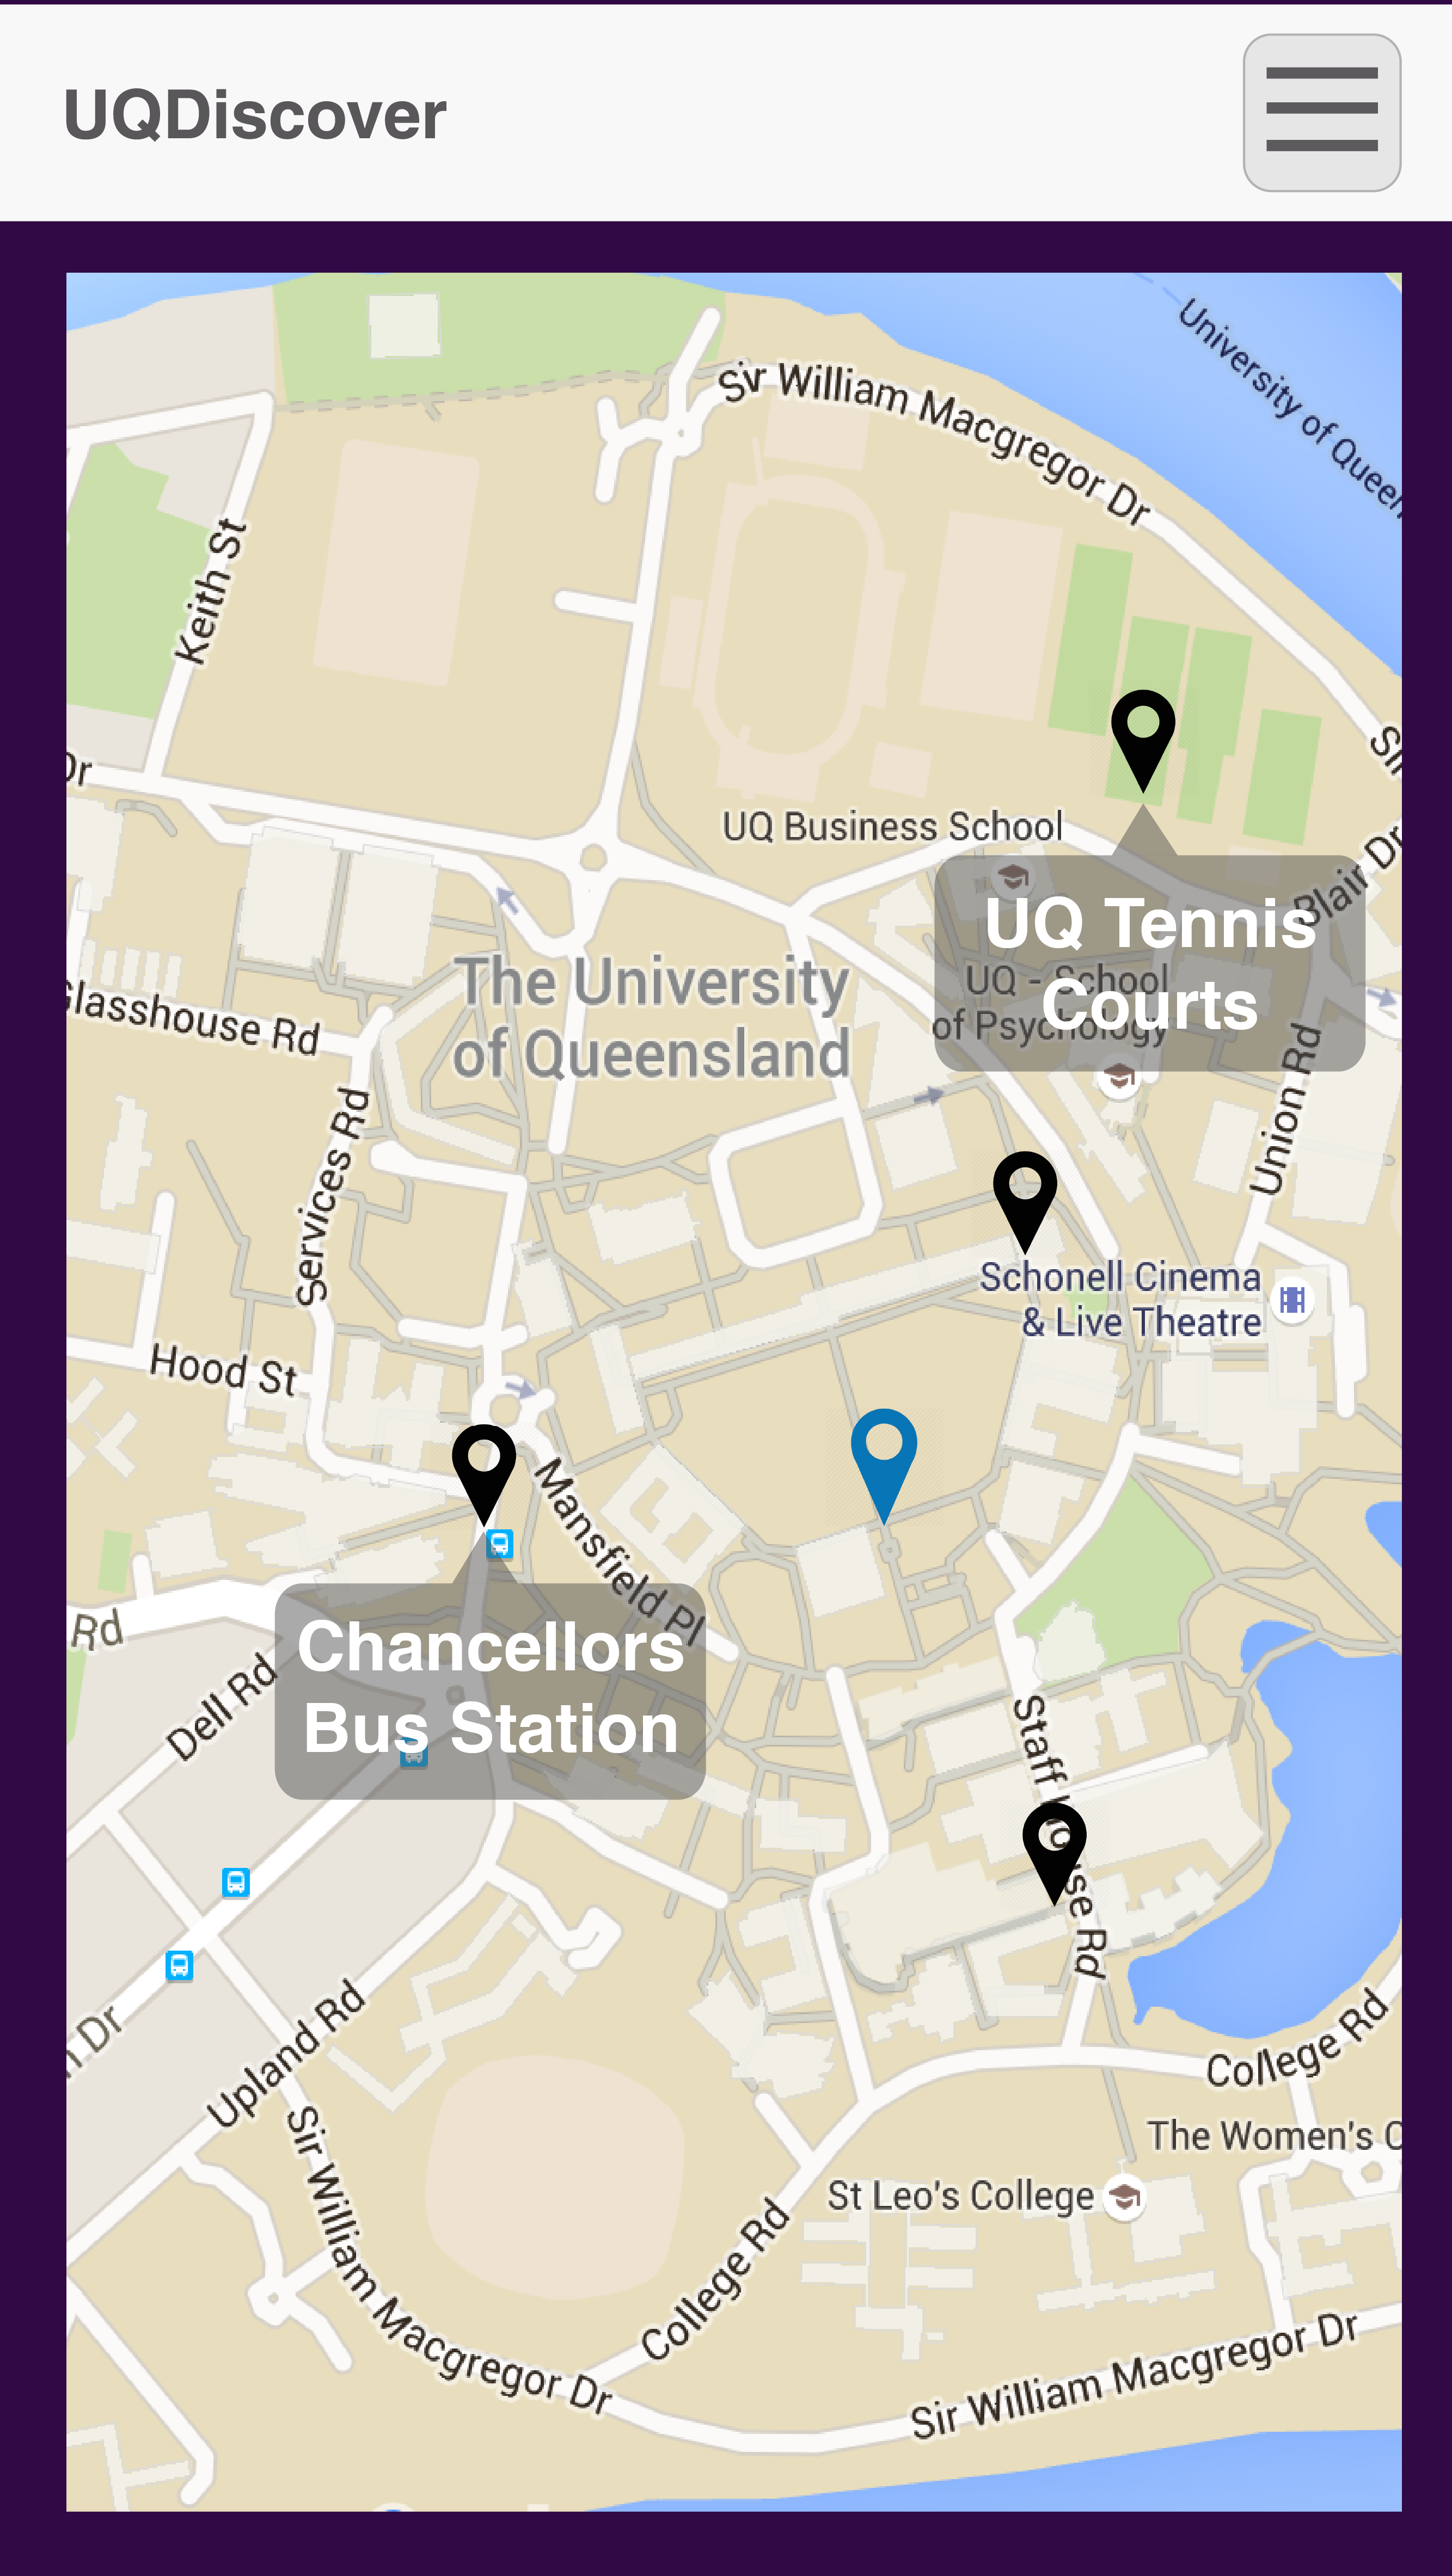 UQDiscover
University of Queen
Sir William Macgregor Dr
Keith St
Dr
Sir
UQ Business School
Blair Dr
UQ Tennis
Courts
UQ - School
of Psychology
The University
of Queensland
Glasshouse Rd
Services Rd
Union Rd
Schonell Cinema
& Live Theatre
Hood St
Mansfield Pl
Chancellors
Bus Station
Rd
Dell Rd
Staff House Rd
n Dr
Upland Rd
College Rd
The Women's C
St Leo's College
Sir William Macgregor Dr
College Rd
Sir William Macgregor Dr